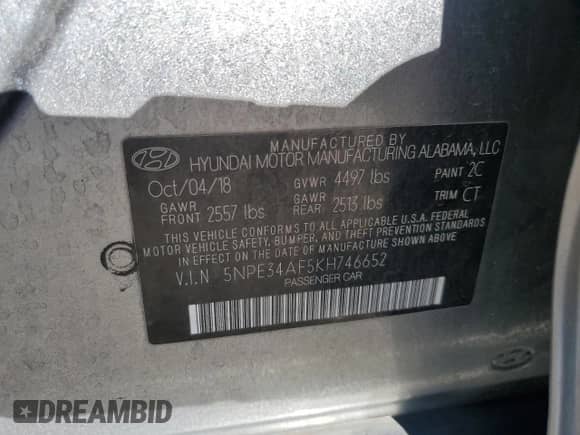 MANUFACTURED BY
HYUNDAI MOTOR MANUFACTURING ALABAMA, LLC
Oct/04/18 GVWR 4497 lbs PAINT 2C
GAWR FRONT 2557 lbs GAWR REAR 2513 lbs TRIM CT
THIS VEHICLE CONFORMS TO ALL APPLICABLE U.S.A. FEDERAL
MOTOR VEHICLE SAFETY, BUMPER, AND THEFT PREVENTION STANDARDS
IN EFFECT ON THE DATE OF MANUFACTURE SHOWN ABOVE.
V.I.N 5NPE34AF5KH746652
PASSENGER CAR
DREAMBID